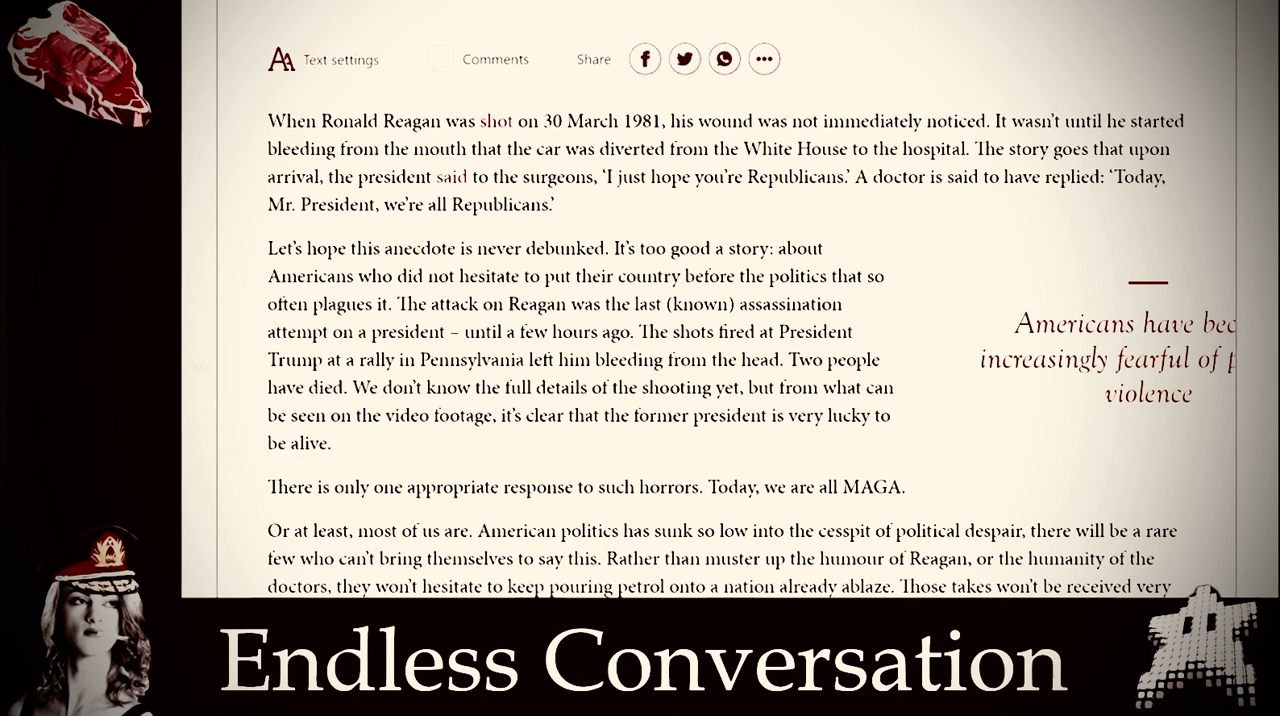 Text settings Comments Share
When Ronald Reagan was shot on 30 March 1981, his wound was not immediately noticed. It wasn't until he started
bleeding from the mouth that the car was diverted from the White House to the hospital. The story goes that upon
arrival, the president said to the surgeons, ‘I just hope you're Republicans.’ A doctor is said to have replied: ‘Today,
Mr. President, we're all Republicans.’
Let's hope this anecdote is never debunked. It's too good a story: about
Americans who did not hesitate to put their country before the politics that so
often plagues it. The attack on Reagan was the last (known) assassination
attempt on a president – until a few hours ago. The shots fired at President
Trump at a rally in Pennsylvania left him bleeding from the head. Two people
have died. We don't know the full details of the shooting yet, but from what can
be seen on the video footage, it's clear that the former president is very lucky to
be alive.
Americans have bec
increasingly fearful of p
violence
There is only one appropriate response to such horrors. Today, we are all MAGA.
Or at least, most of us are. American politics has sunk so low into the cesspit of political despair, there will be a rare
few who can't bring themselves to say this. Rather than muster up the humour of Reagan, or the humanity of the
doctors, they won't hesitate to keep pouring petrol onto a nation already ablaze. Those takes won't be received very
Endless Conversation